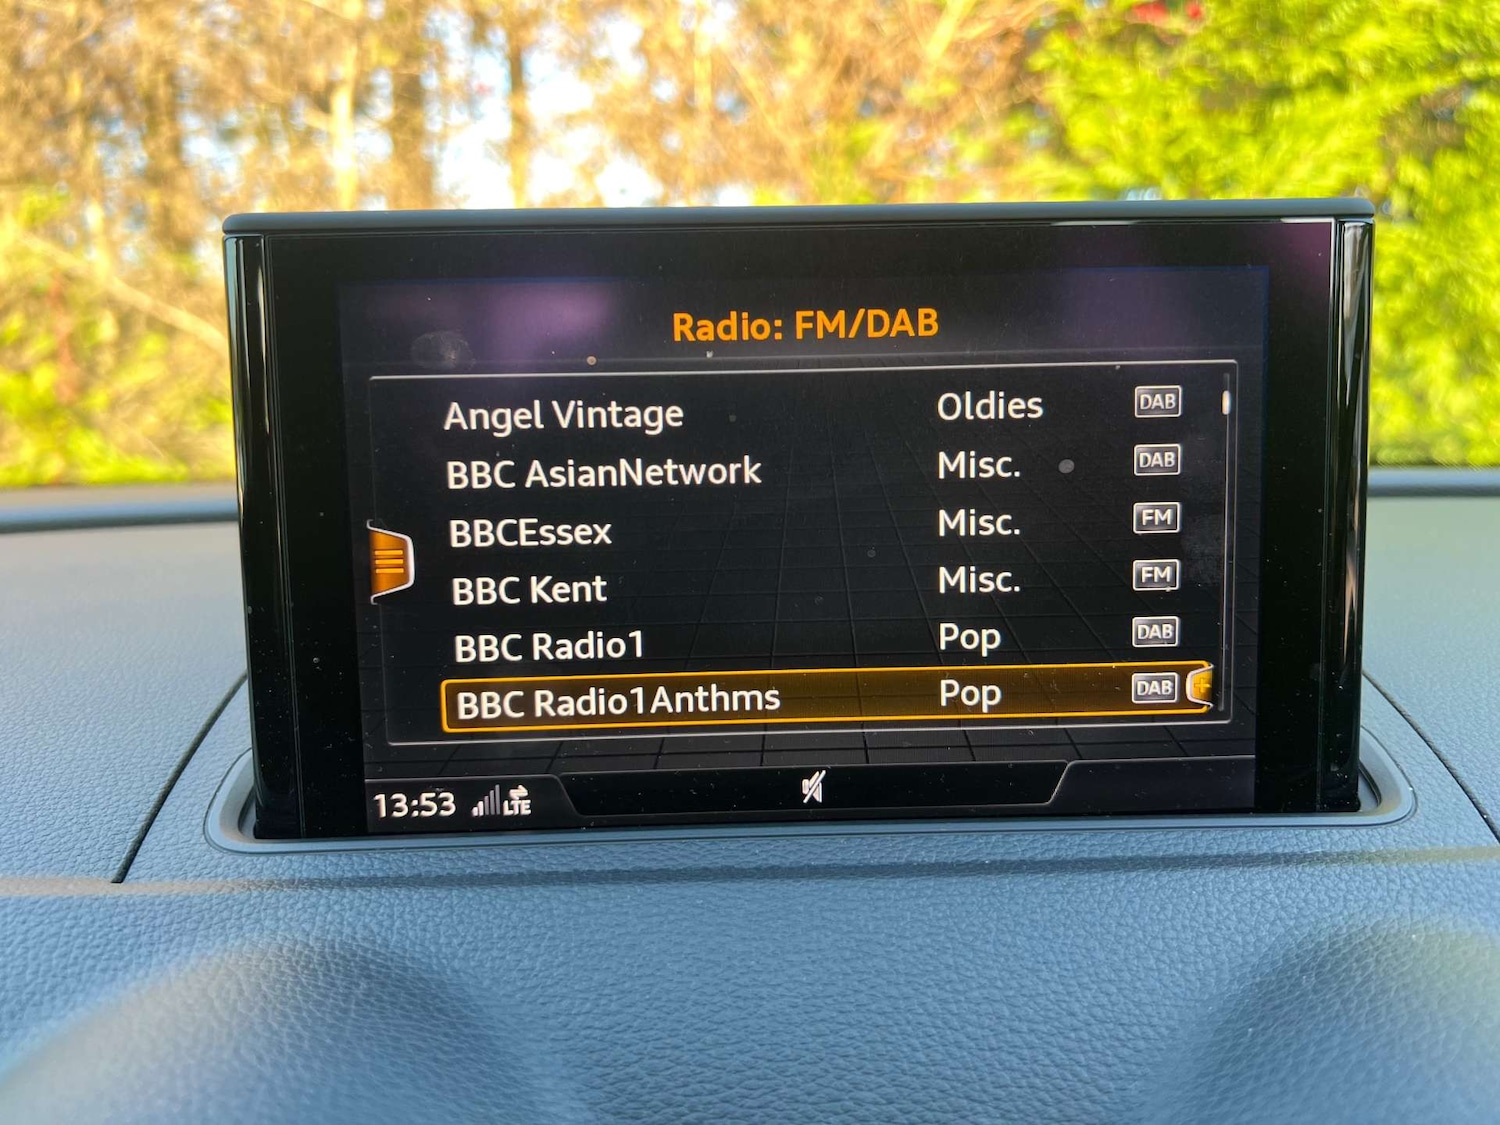 Radio: FM/DAB
Angel Vintage Oldies DAB
BBC AsianNetwork Misc. DAB
BBCEssex Misc. FM
BBC Kent Misc. FM
BBC Radio1 Pop DAB
BBC Radio1Anthms Pop DAB
13:53 LTE